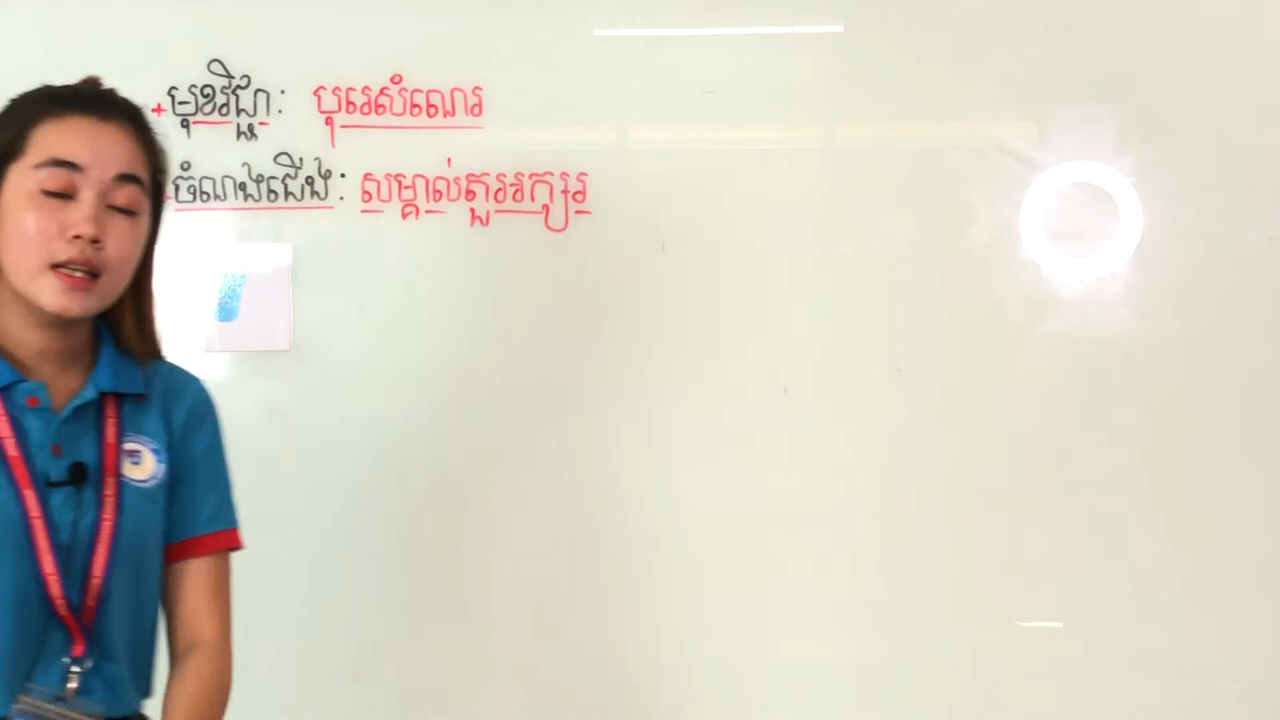 +មុខវិជ្ជា: បុរេសំណេរ
ចំណងជើង: សម្គាល់តួរអក្សរ